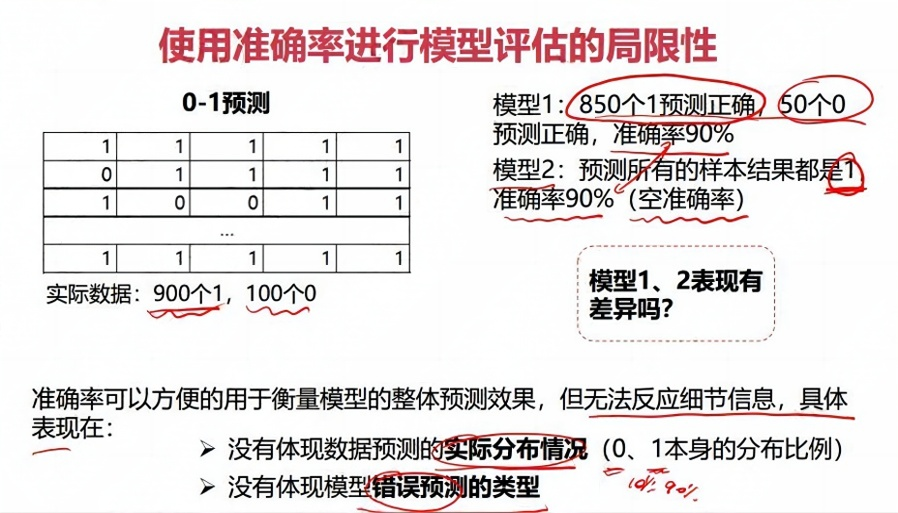 使用准确率进行模型评估的局限性
0-1预测
1 1 1 1 1
0 1 1 1 1
1 0 0 1 1
...
1 1 1 1 1
实际数据：900个1，100个0
模型1：850个1预测正确，50个0
预测正确，准确率90%
模型2：预测所有的样本结果都是1
准确率90%（空准确率）
模型1、2表现有
差异吗？
准确率可以方便的用于衡量模型的整体预测效果，但无法反应细节信息，具体
表现在：
➢ 没有体现数据预测的实际分布情况（0、1本身的分布比例）
10% 90%
➢ 没有体现模型错误预测的类型